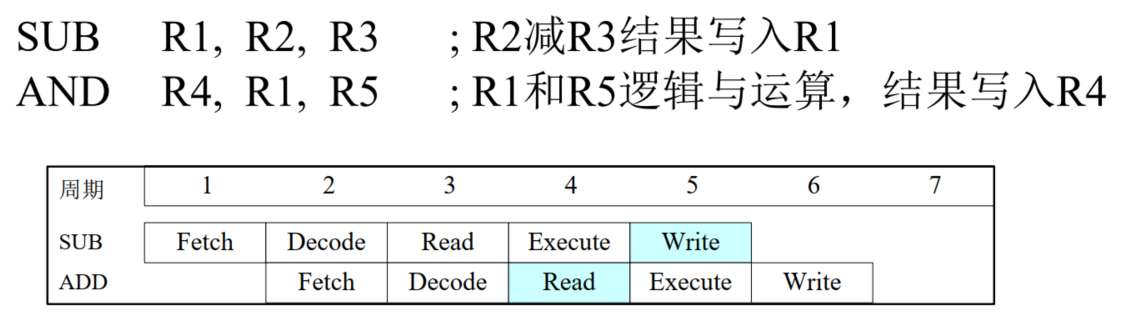 SUB R1, R2, R3 ; R2减R3结果写入R1
AND R4, R1, R5 ; R1和R5逻辑与运算，结果写入R4
周期 1 2 3 4 5 6 7
SUB Fetch Decode Read Execute Write
ADD Fetch Decode Read Execute Write